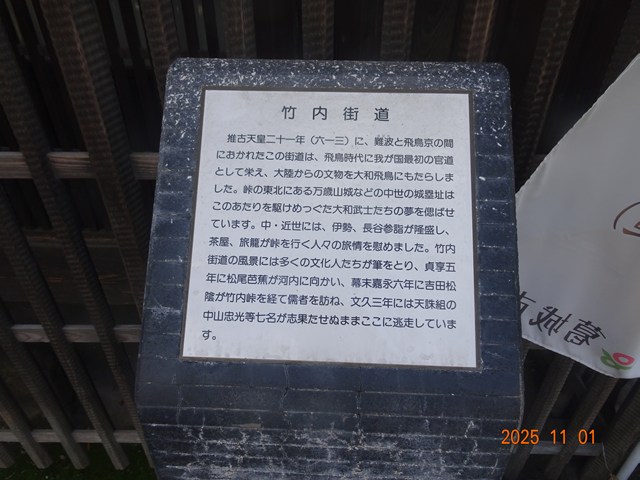 竹内街道
推古天皇二十一年（六一三）に、難波と飛鳥京の間
におかれたこの街道は、飛鳥時代に我が国最初の官道
として栄え、大陸からの文物を大和飛鳥にもたらしま
した。峠の東北にある万歳山城などの中世の城塁址は
このあたりを駆けめぐった大和武士たちの夢を偲ばせ
ています。中・近世には、伊勢、長谷参詣が隆盛し、
茶屋、旅籠が峠を行く人々の旅情を慰めました。竹内
街道の風景には多くの文化人たちが筆をとり、貞享五
年に松尾芭蕉が河内に向かい、幕末嘉永六年に吉田松
陰が竹内峠を経て儒者を訪ね、文久三年には天誅組の
中山忠光等七名が志果たせぬままここに逃走していま
す。
2025 11 01